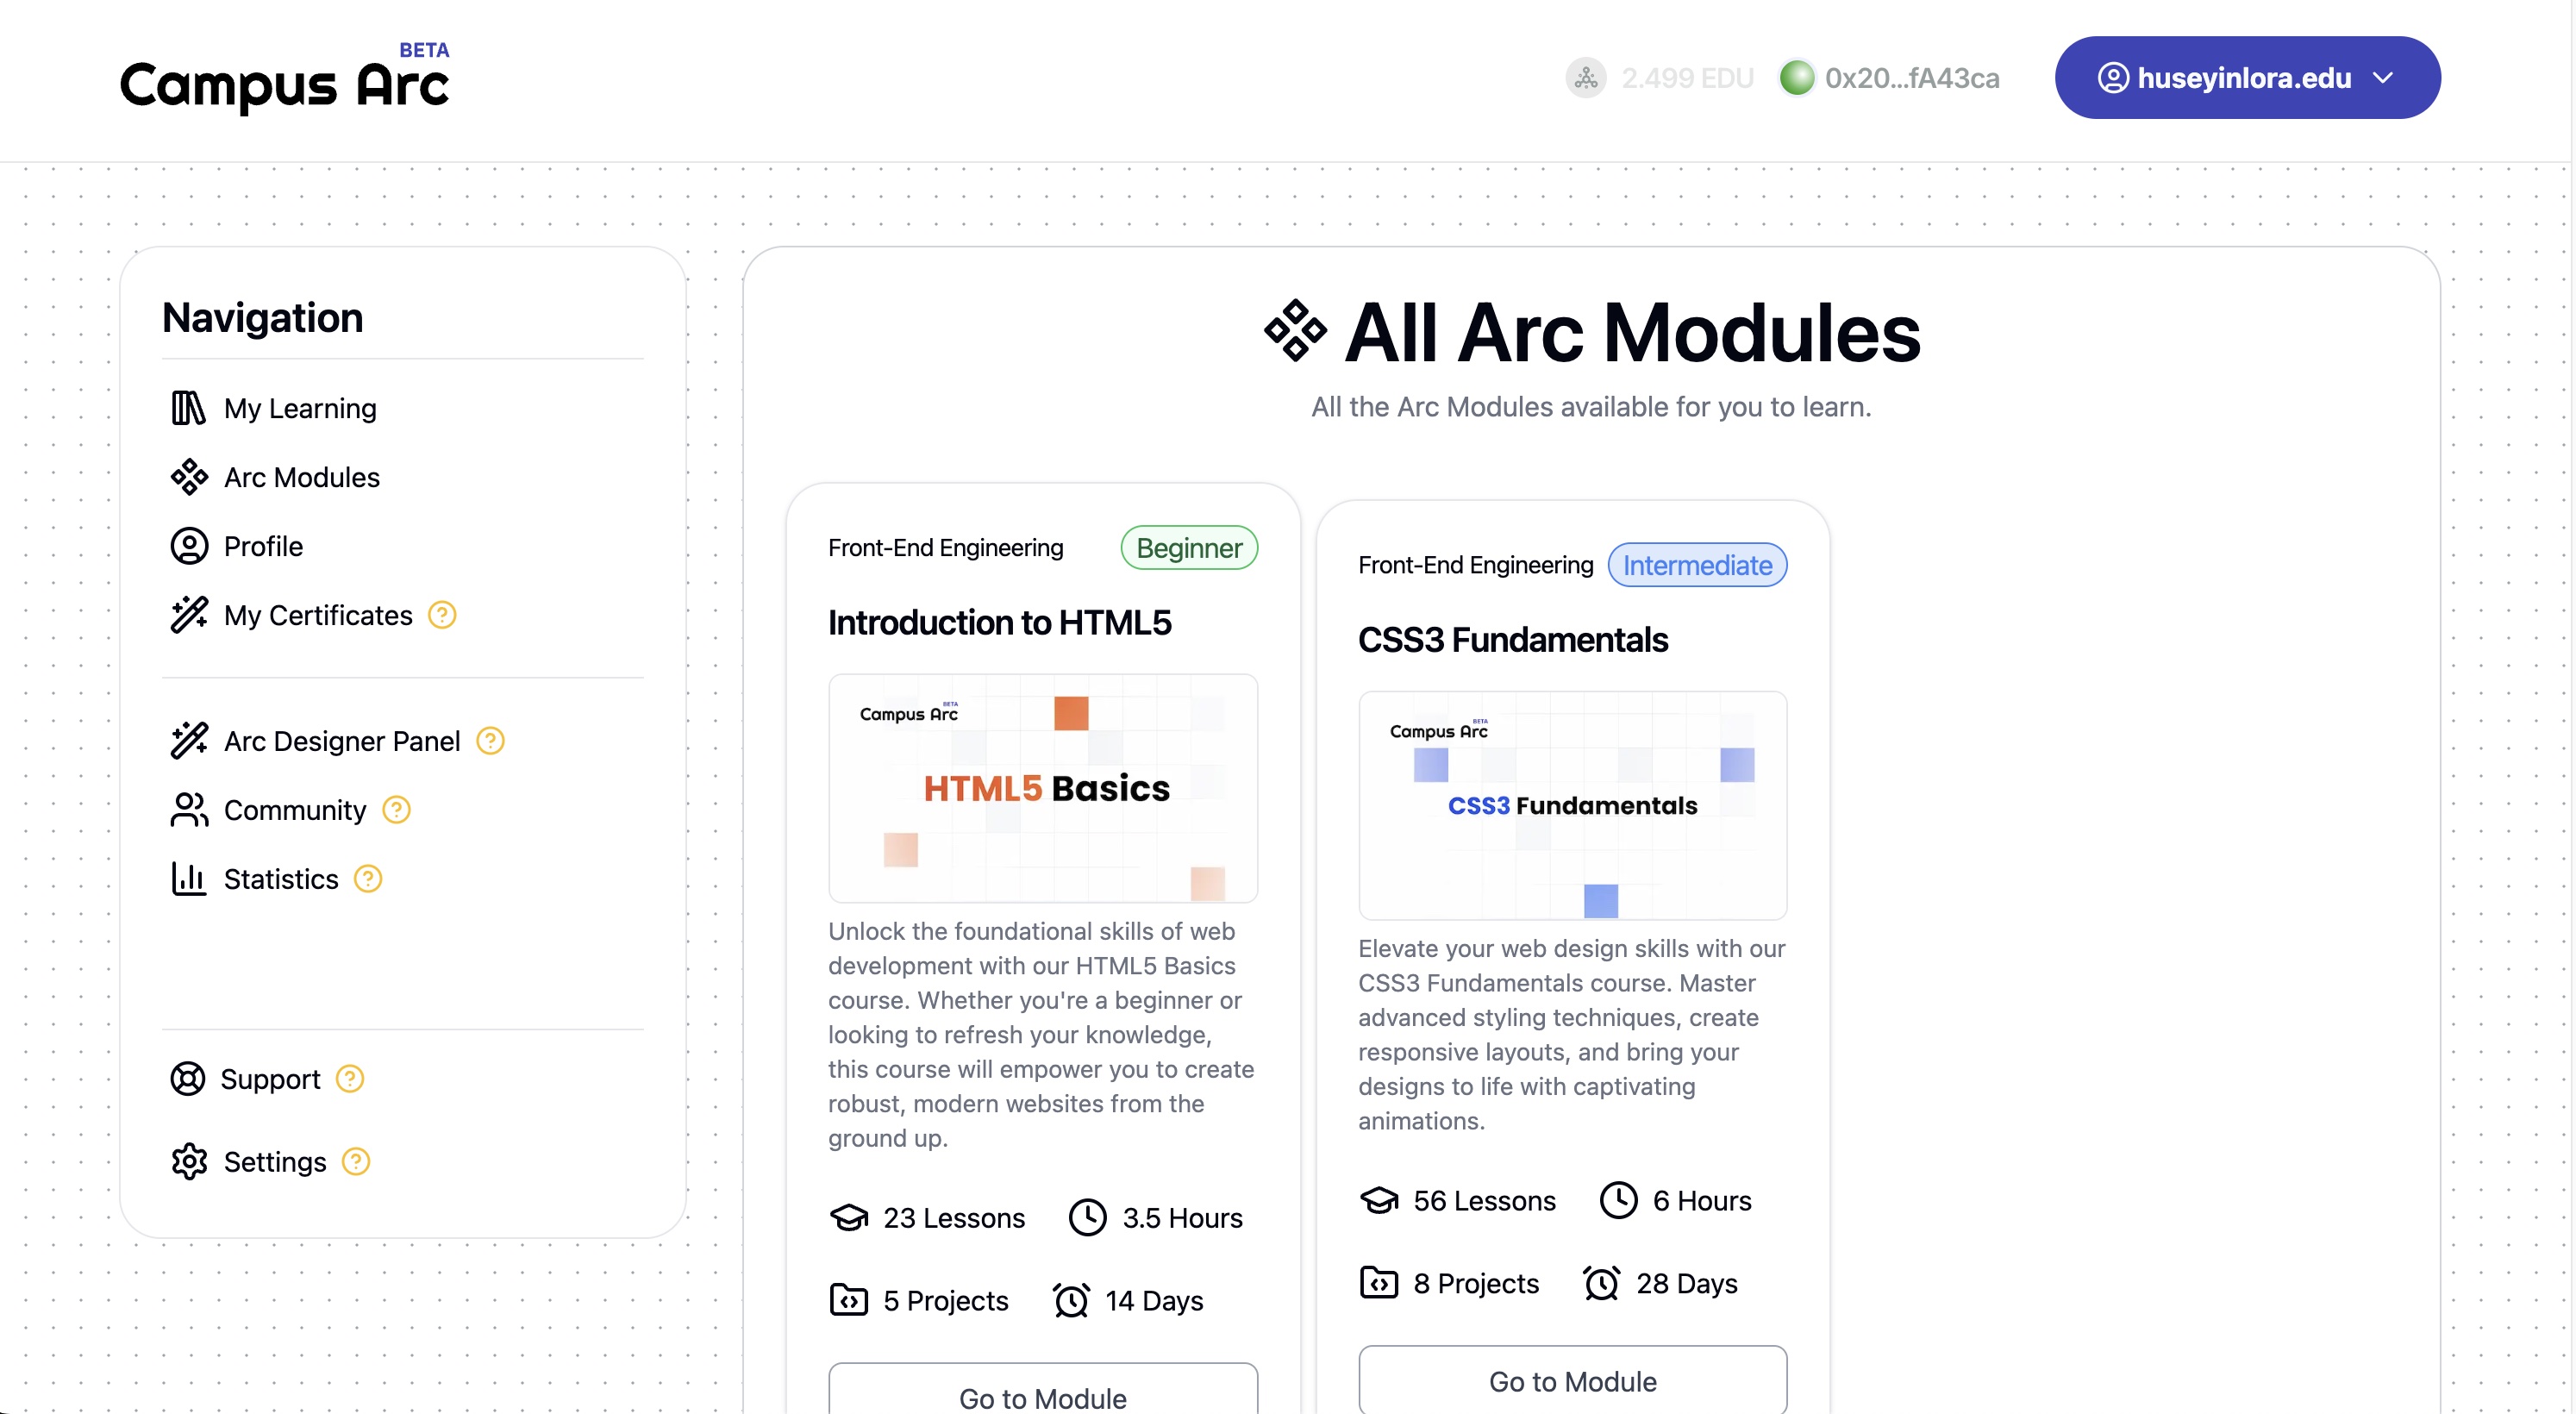 BETA
Campus Arc
2.499 EDU
0x20...fA43ca
huseyinlora.edu
Navigation
My Learning
Arc Modules
Profile
My Certificates ?
Arc Designer Panel ?
Community ?
Statistics ?
Support ?
Settings ?
All Arc Modules
All the Arc Modules available for you to learn.
Front-End Engineering
Beginner
Introduction to HTML5
BETA
Campus Arc
HTML5 Basics
Unlock the foundational skills of web
development with our HTML5 Basics
course. Whether you're a beginner or
looking to refresh your knowledge,
this course will empower you to create
robust, modern websites from the
ground up.
23 Lessons
3.5 Hours
5 Projects
14 Days
Go to Module
Front-End Engineering
Intermediate
CSS3 Fundamentals
BETA
Campus Arc
CSS3 Fundamentals
Elevate your web design skills with our
CSS3 Fundamentals course. Master
advanced styling techniques, create
responsive layouts, and bring your
designs to life with captivating
animations.
56 Lessons
6 Hours
8 Projects
28 Days
Go to Module